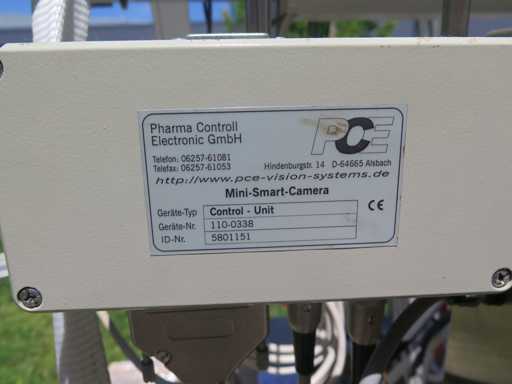 Pharma Controll
Electronic GmbH
PCE
Telefon: 06257-61081
Telefax: 06257-61053
Hindenburgstr. 14 D-64665 Alsbach
http://www.pce-vision-systems.de
Mini-Smart-Camera
Geräte-Typ Control - Unit
Geräte-Nr. 110-0338
ID-Nr. 5801151
CE